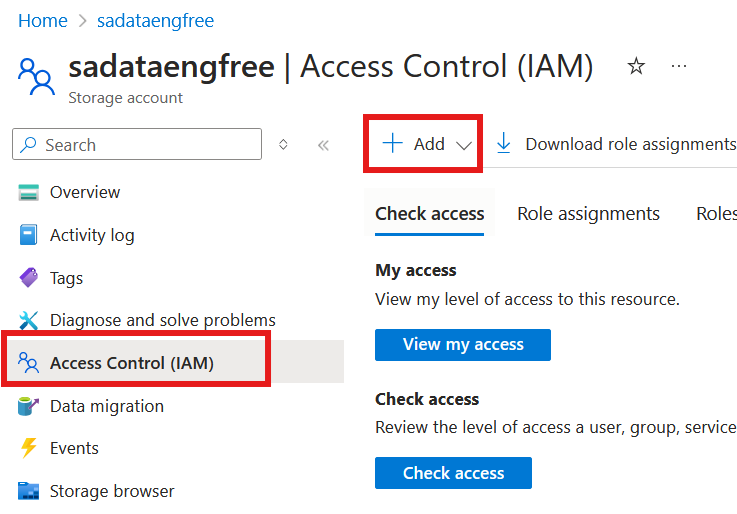 Home > sadataengfree
sadataengfree | Access Control (IAM) ☆ ...
Storage account
Search
+ Add
Download role assignments
Overview
Activity log
Tags
Diagnose and solve problems
Access Control (IAM)
Data migration
Events
Storage browser
Check access
Role assignments
Roles
My access
View my level of access to this resource.
View my access
Check access
Review the level of access a user, group, service
Check access